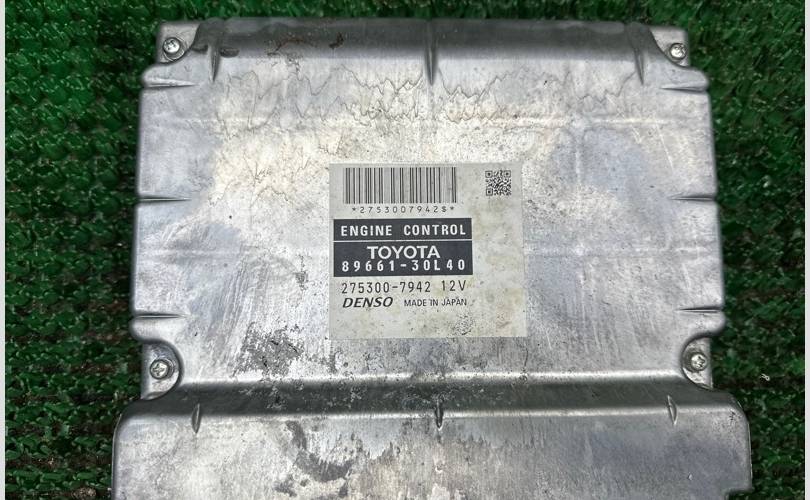 *2753007942$*
ENGINE CONTROL
TOYOTA
89661-30L40
275300-7942 12V
DENSO MADE IN JAPAN